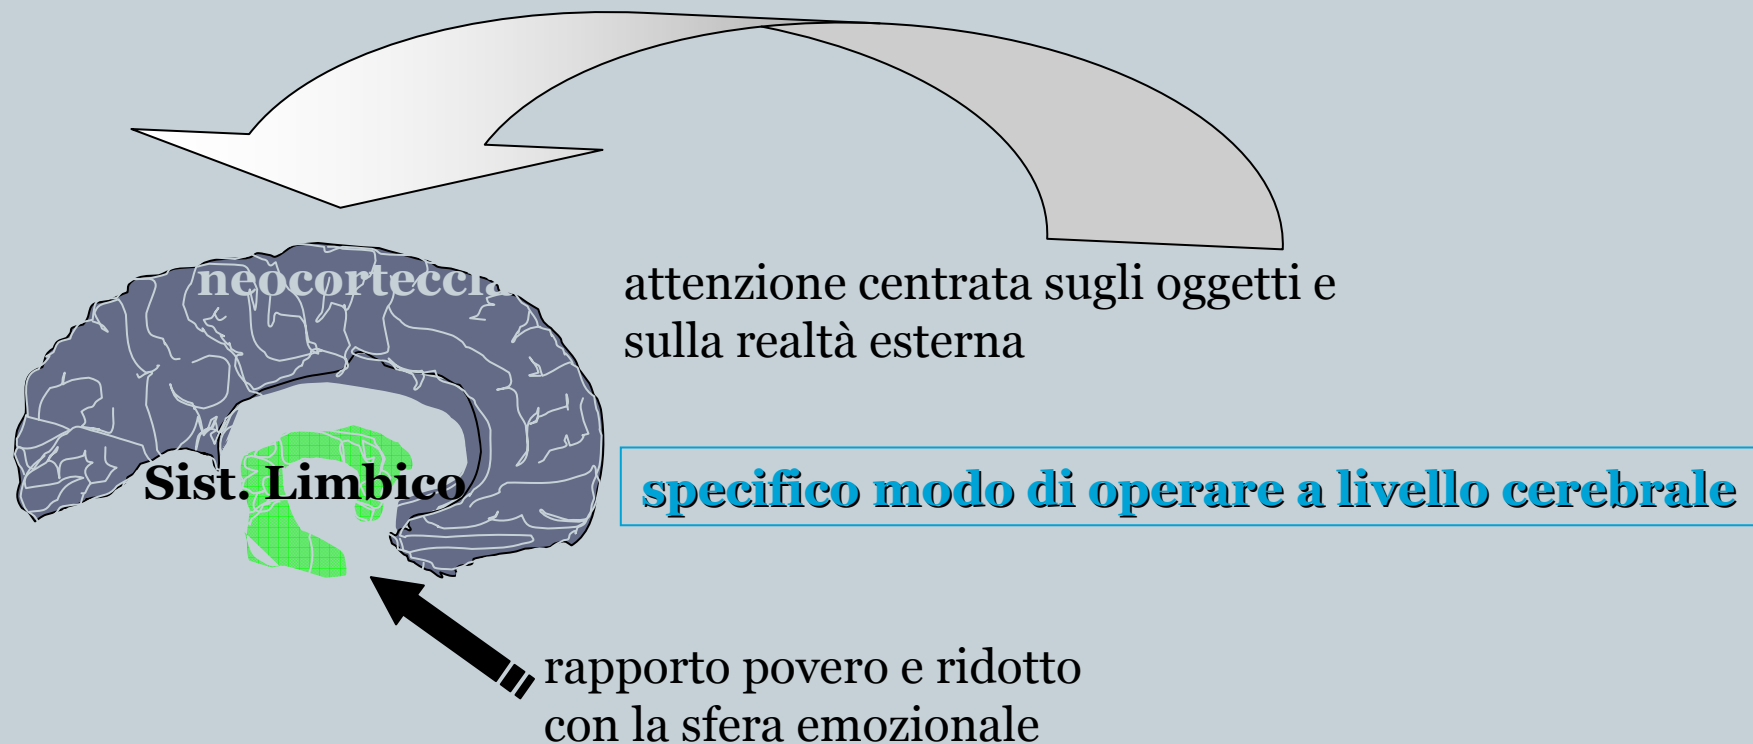 neocorteccia
attenzione centrata sugli oggetti e
sulla realtà esterna
Sist. Limbico
specifico modo di operare a livello cerebrale
rapporto povero e ridotto
con la sfera emozionale